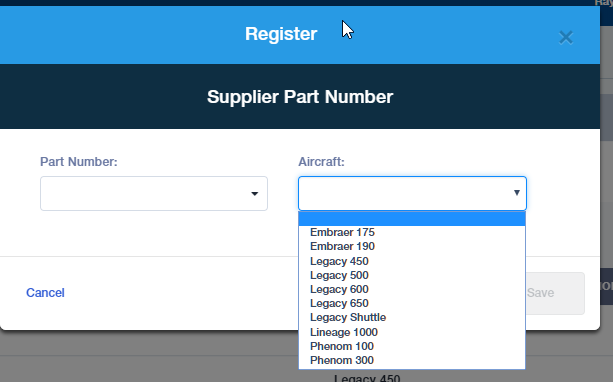 Ray
Register
×
Supplier Part Number
Part Number:
Aircraft:
Embraer 175
Embraer 190
Legacy 450
Legacy 500
Legacy 600
Legacy 650
Legacy Shuttle
Lineage 1000
Phenom 100
Phenom 300
Cancel
Save
Legacy 450